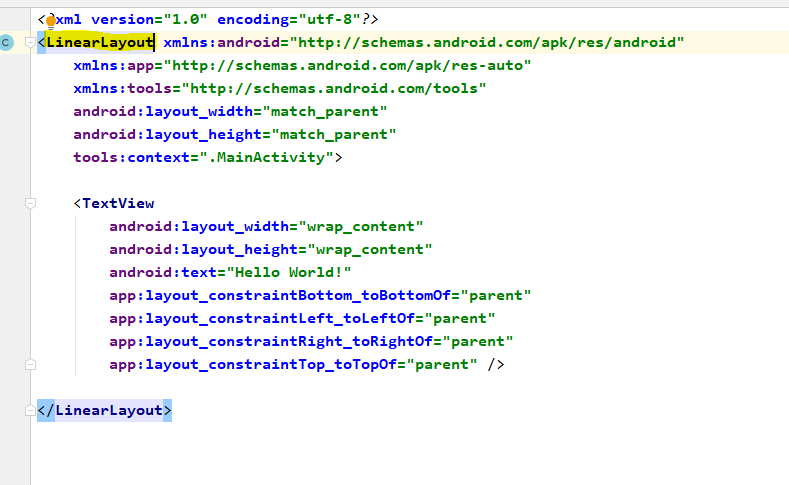 <?xml version="1.0" encoding="utf-8"?>
<LinearLayout xmlns:android="http://schemas.android.com/apk/res/android"
    xmlns:app="http://schemas.android.com/apk/res-auto"
    xmlns:tools="http://schemas.android.com/tools"
    android:layout_width="match_parent"
    android:layout_height="match_parent"
    tools:context=".MainActivity">
    <TextView
        android:layout_width="wrap_content"
        android:layout_height="wrap_content"
        android:text="Hello World!"
        app:layout_constraintBottom_toBottomOf="parent"
        app:layout_constraintLeft_toLeftOf="parent"
        app:layout_constraintRight_toRightOf="parent"
        app:layout_constraintTop_toTopOf="parent" />
</LinearLayout>